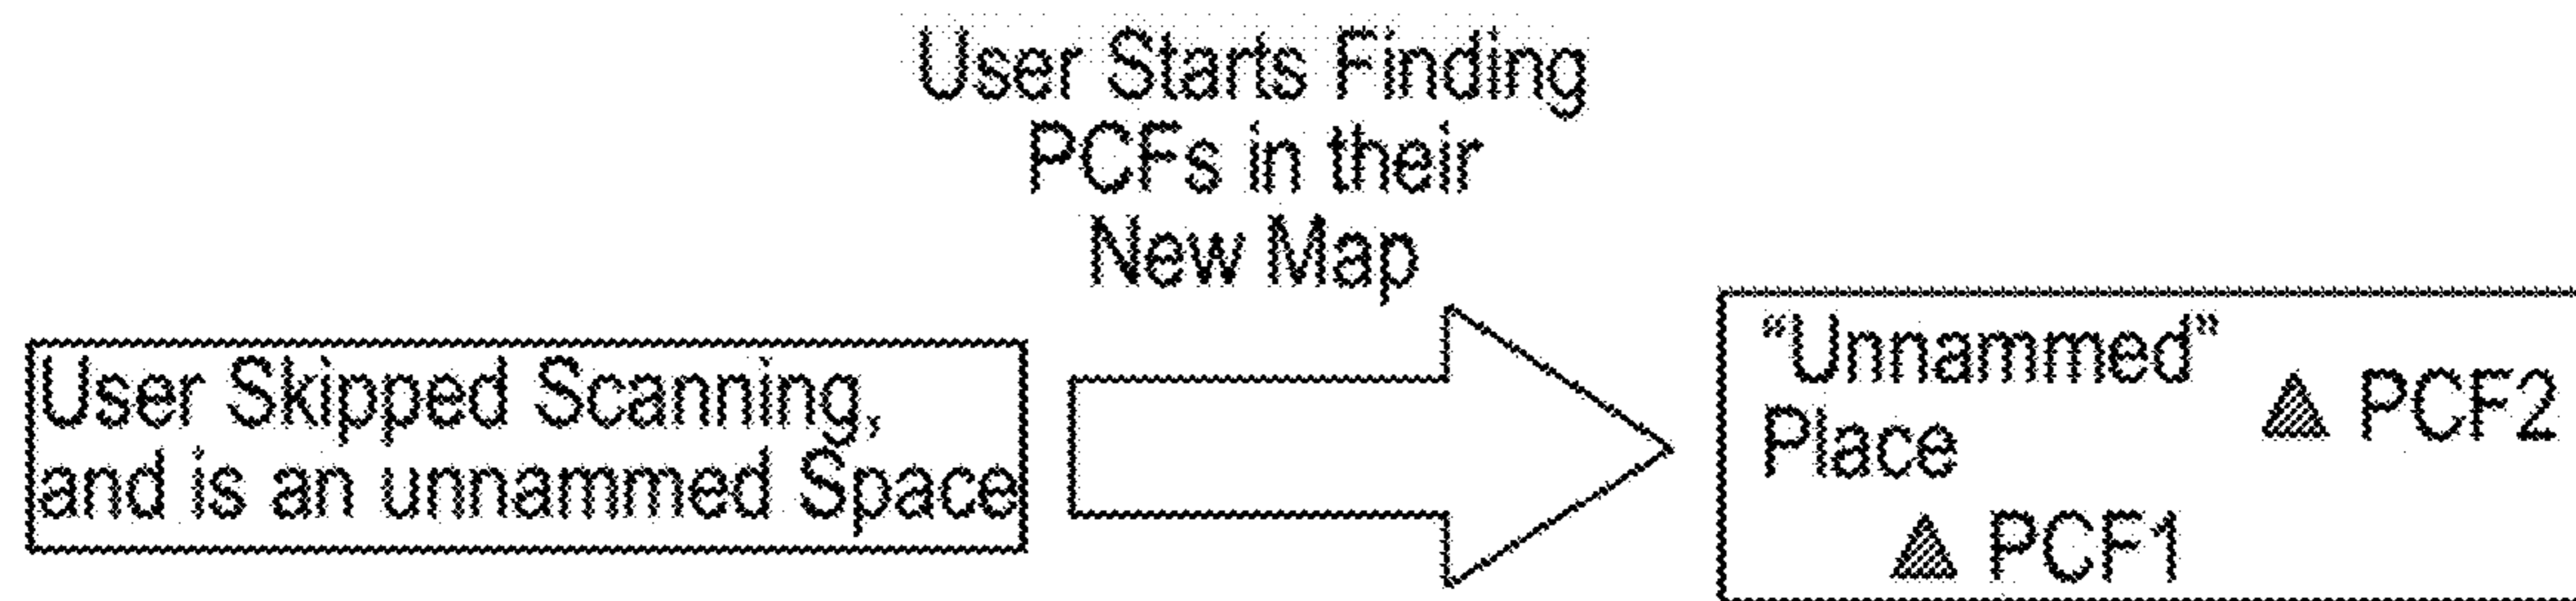 User Starts Finding
PCFs in their
New Map
User Skipped Scanning,
and is an unnammed Space
“Unnammed”
Place
PCF2
PCF1